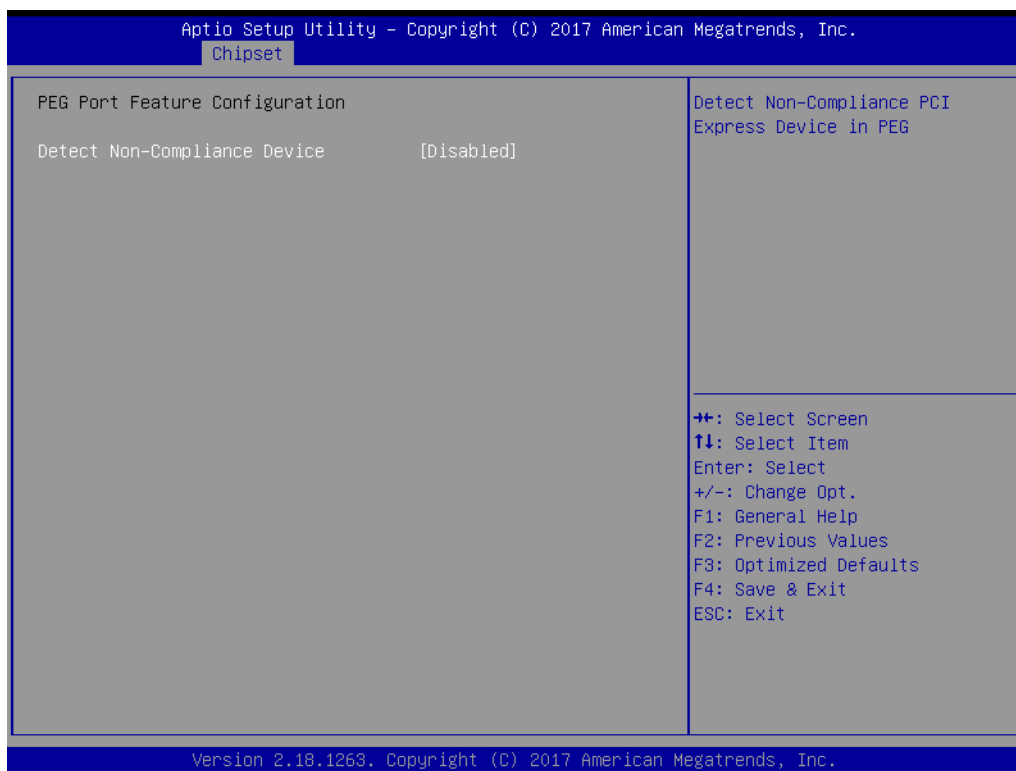 Aptio Setup Utility – Copyright (C) 2017 American Megatrends, Inc.
Chipset
PEG Port Feature Configuration
Detect Non-Compliance Device [Disabled]
Detect Non-Compliance PCI
Express Device in PEG
→←: Select Screen
↑↓: Select Item
Enter: Select
+/-: Change Opt.
F1: General Help
F2: Previous Values
F3: Optimized Defaults
F4: Save & Exit
ESC: Exit
Version 2.18.1263. Copyright (C) 2017 American Megatrends, Inc.